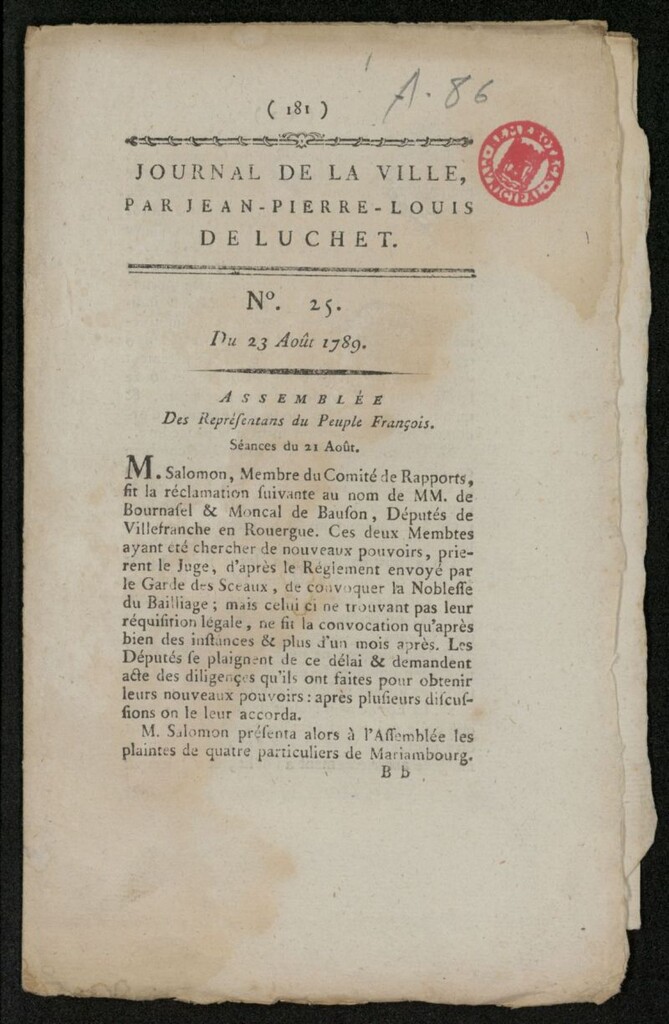 A. 86
( 181 )
HEMEROTECA MUNICIPAL
JOURNAL DE LA VILLE,
PAR JEAN-PIERRE-LOUIS
DE LUCHET.
Nº. 25.
Du 23 Août 1789.
ASSEMBLÉE
Des Repréſentans du Peuple François.
Séances du 21 Août.
M. Salomon, Membre du Comité de Rapports,
fit la réclamation ſuivante au nom de MM. de
Bournaſel & Moncal de Bauſon, Députés de
Villefranche en Rouergue. Ces deux Membtes
ayant été chercher de nouveaux pouvoirs, prie-
rent le Juge, d'après le Réglement envoyé par
le Garde des Sceaux, de convoquer la Nobleſſe
du Bailliage ; mais celui ci ne trouvant pas leur
réquiſition légale, ne fit la convocation qu'après
bien des inſtances & plus d'un mois après. Les
Députés ſe plaignent de ce délai & demandent
acte des diligences qu'ils ont faites pour obtenir
leurs nouveaux pouvoirs : après pluſieurs diſcuſ-
ſions on le leur accorda.
M. Salomon préſenta alors à l'Aſſemblée les
plaintes de quatre particuliers de Mariambourg.
B b